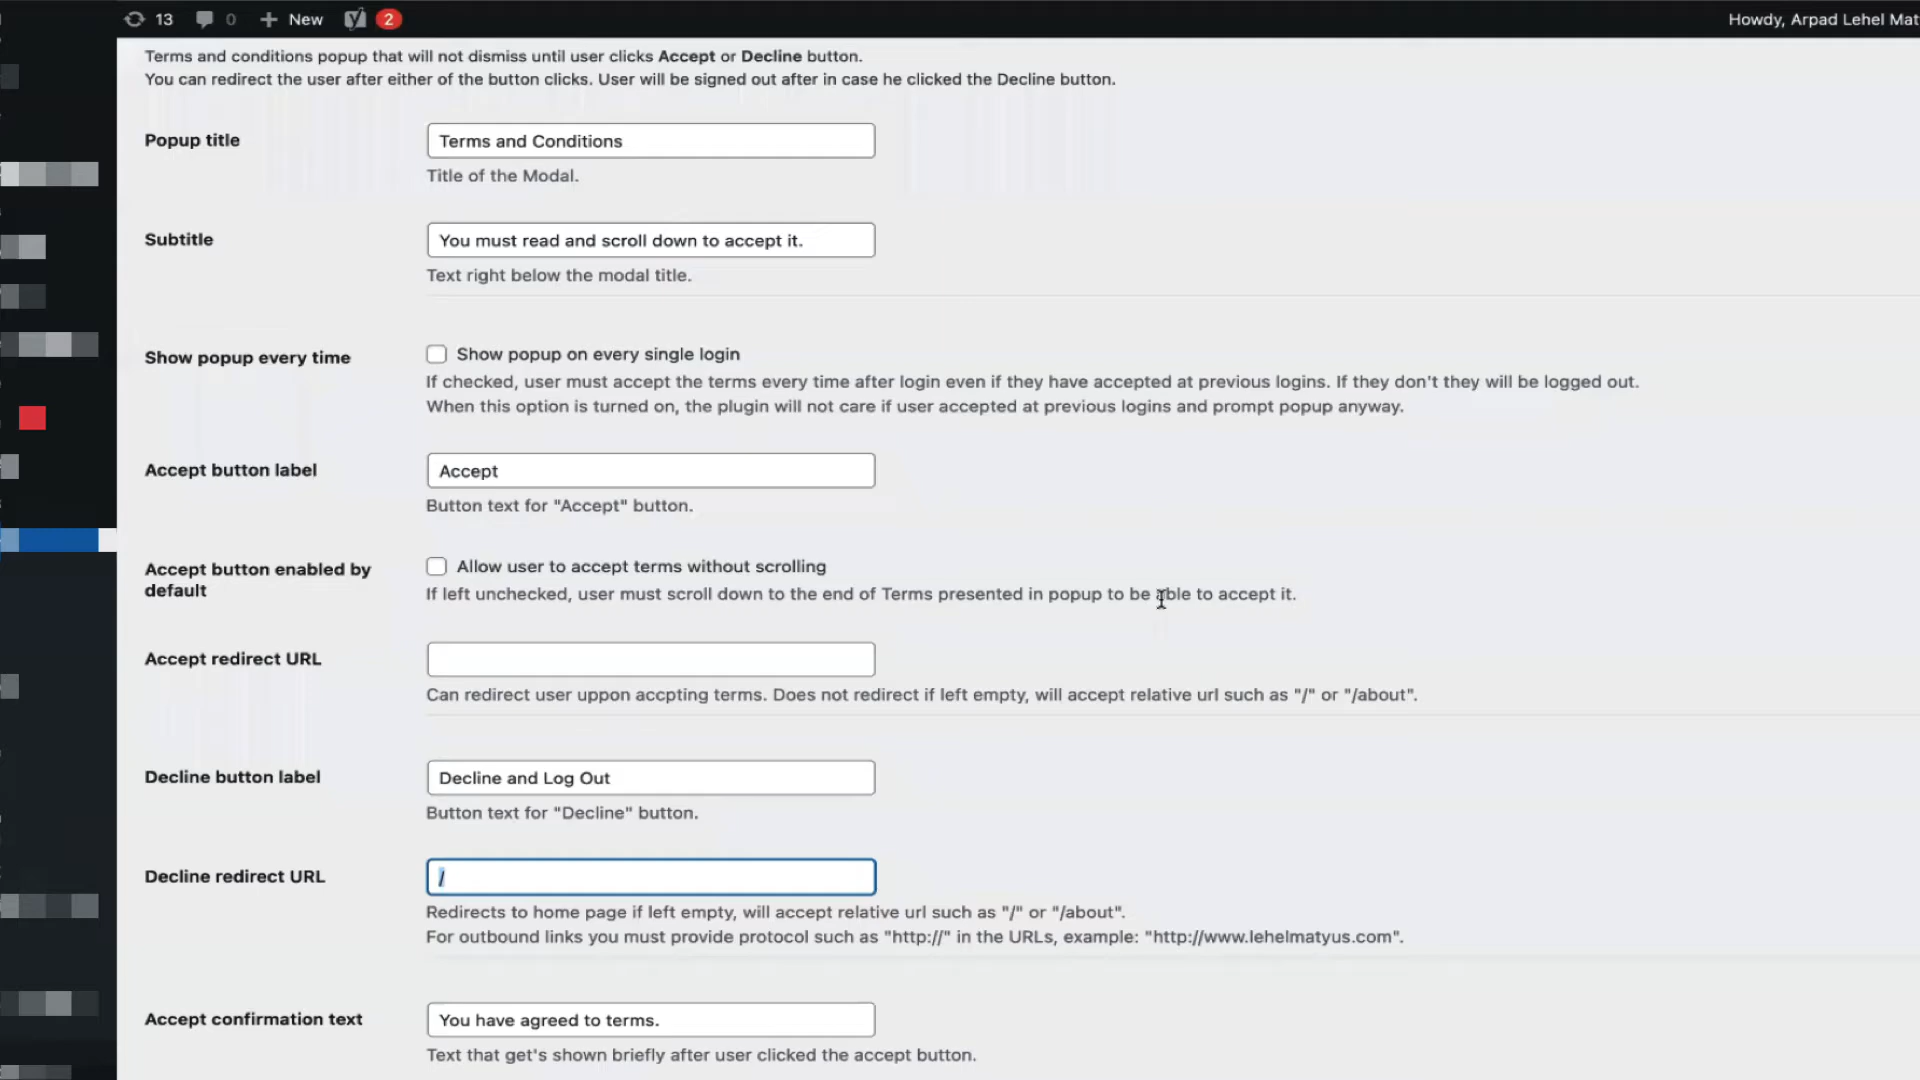 13 0 + New 2 Howdy, Arpad Lehel Mat
Terms and conditions popup that will not dismiss until user clicks Accept or Decline button.
You can redirect the user after either of the button clicks. User will be signed out after in case he clicked the Decline button.
Popup title
Terms and Conditions
Title of the Modal.
Subtitle
You must read and scroll down to accept it.
Text right below the modal title.
Show popup every time
Show popup on every single login
If checked, user must accept the terms every time after login even if they have accepted at previous logins. If they don't they will be logged out.
When this option is turned on, the plugin will not care if user accepted at previous logins and prompt popup anyway.
Accept button label
Accept
Button text for "Accept" button.
Accept button enabled by
default
Allow user to accept terms without scrolling
If left unchecked, user must scroll down to the end of Terms presented in popup to be able to accept it.
Accept redirect URL
Can redirect user uppon accpting terms. Does not redirect if left empty, will accept relative url such as "/" or "/about".
Decline button label
Decline and Log Out
Button text for "Decline" button.
Decline redirect URL
/
Redirects to home page if left empty, will accept relative url such as "/" or "/about".
For outbound links you must provide protocol such as "http://" in the URLs, example: "http://www.lehelmatyus.com".
Accept confirmation text
You have agreed to terms.
Text that get's shown briefly after user clicked the accept button.